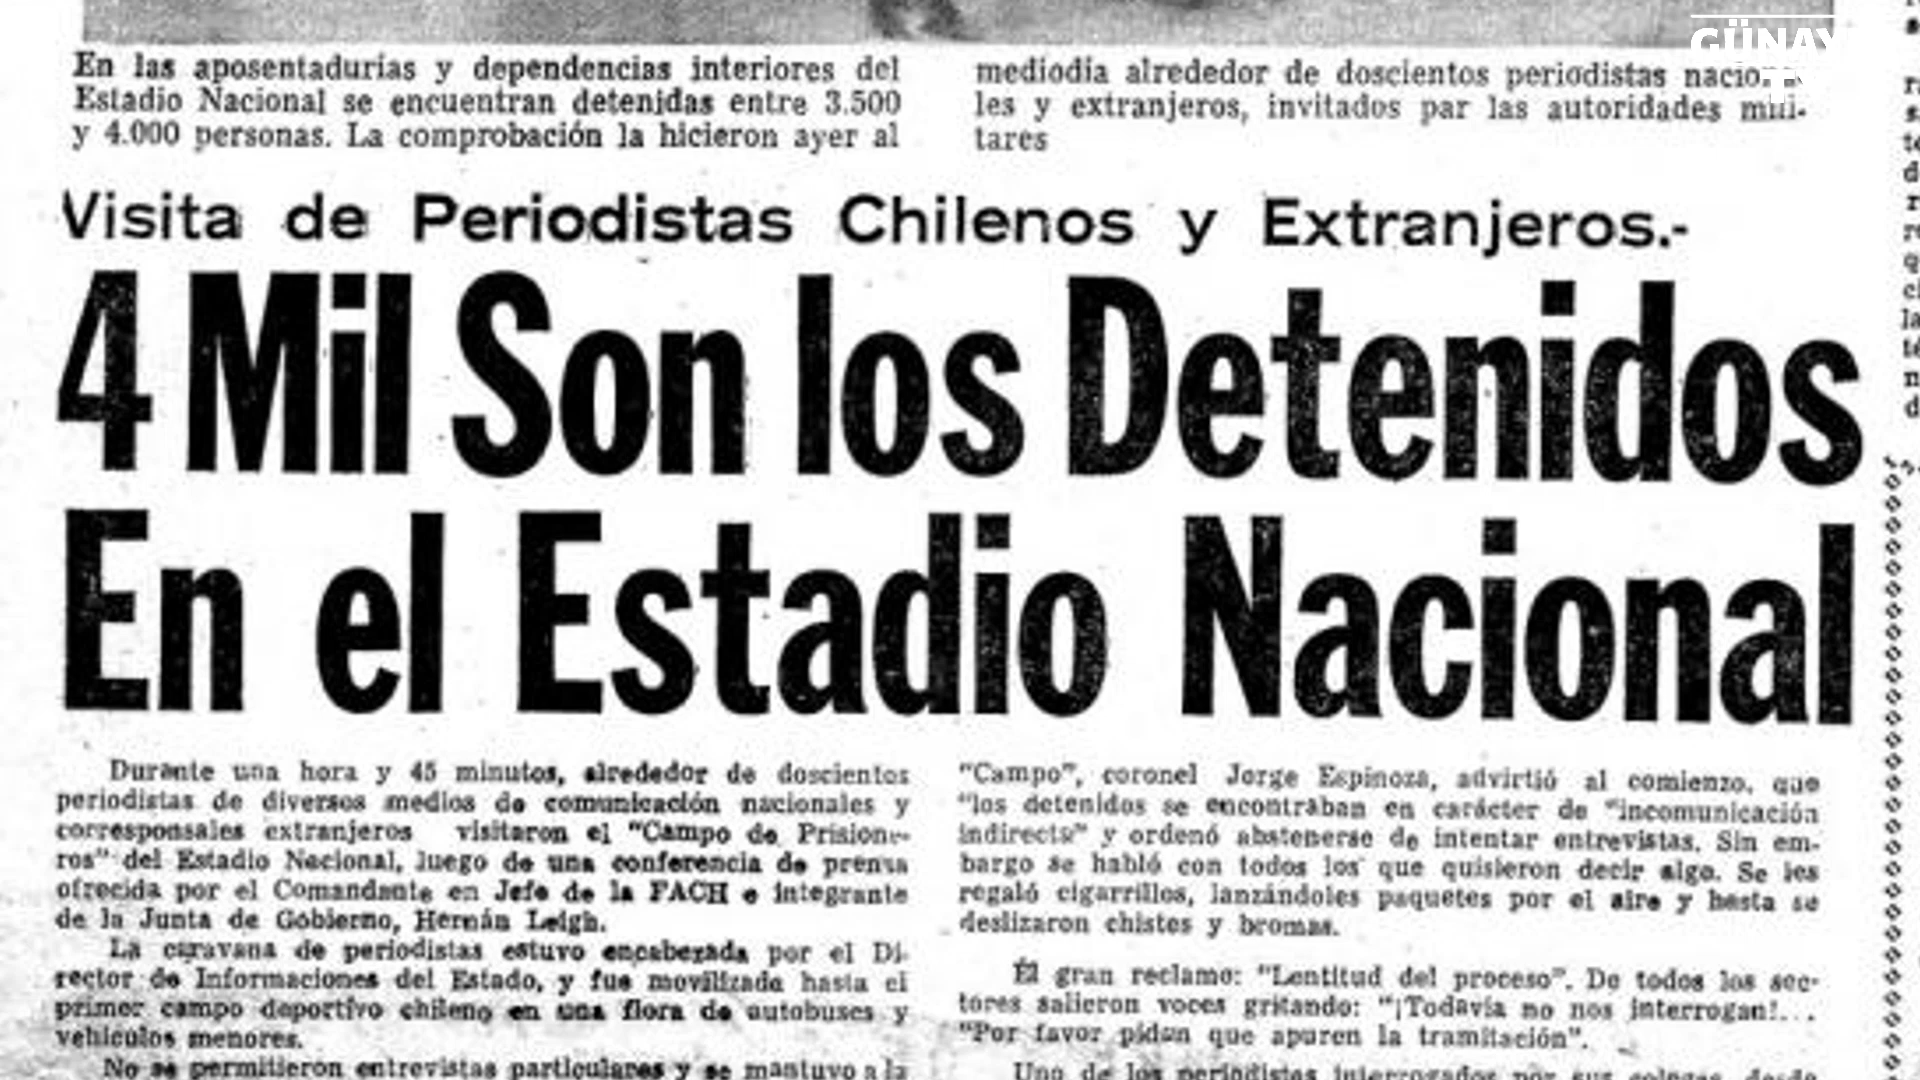 GÜNAY
En las aposentadurías y dependencias interiores del
Estadio Nacional se encuentran detenidas entre 3.500
y 4.000 personas. La comprobación la hicieron ayer al
mediodía alrededor de doscientos periodistas nacio-
les y extranjeros, invitados par las autoridades mili-
tares
Visita de Periodistas Chilenos y Extranjeros.-
4 Mil Son los Detenidos
En el Estadio Nacional
Durante una hora y 45 minutos, alrededor de doscientos
periodistas de diversos medios de comunicación nacionales y
corresponsales extranjeros visitaron el "Campo de Prisione-
ros" del Estadio Nacional, luego de una conferencia de prensa
ofrecida por el Comandante en Jefe de la FACH e integrante
de la Junta de Gobierno, Hernán Leigh.
La caravana de periodistas estuvo encabezada por el Di-
rector de Informaciones del Estado, y fue movilizada hasta el
primer campo deportivo chileno en una flora de autobuses y
vehículos menores.
No se permitieron entrevistas particulares y se mantuvo a la
"Campo", coronel Jorge Espinoza, advirtió al comienzo, que
"los detenidos se encontraban en carácter de "incomunicación
indirecta" y ordenó abstenerse de intentar entrevistas. Sin em-
bargo se habló con todos los que quisieron decir algo. Se les
regaló cigarrillos, lanzándoles paquetes por el aire y hasta se
deslizaron chistes y bromas.
El gran reclamo: "Lentitud del proceso". De todos los sec-
tores salieron voces gritando: "¡Todavía no nos interrogan!...
"Por favor pidan que apuren la tramitación".
Uno de los periodistas interrogados por sus colegas, desde